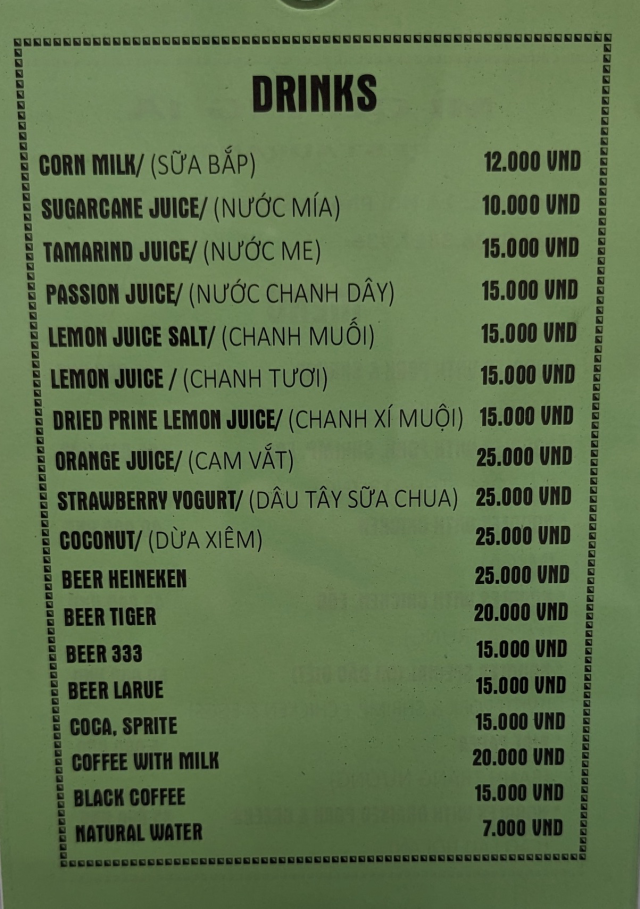 DRINKS
CORN MILK/ (SỮA BẮP) 12.000 VND
SUGARCANE JUICE/ (NƯỚC MÍA) 10.000 VND
TAMARIND JUICE/ (NƯỚC ME) 15.000 VND
PASSION JUICE/ (NƯỚC CHANH DÂY) 15.000 VND
LEMON JUICE SALT/ (CHANH MUỐI) 15.000 VND
LEMON JUICE / (CHANH TƯƠI) 15.000 VND
DRIED PRINE LEMON JUICE/ (CHANH XÍ MUỘI) 15.000 VND
ORANGE JUICE/ (CAM VẮT) 25.000 VND
STRAWBERRY YOGURT/ (DÂU TÂY SỮA CHUA) 25.000 VND
COCONUT/ (DỪA XIÊM) 25.000 VND
BEER HEINEKEN 25.000 VND
BEER TIGER 20.000 VND
BEER 333 15.000 VND
BEER LARUE 15.000 VND
COCA, SPRITE 15.000 VND
COFFEE WITH MILK 20.000 VND
BLACK COFFEE 15.000 VND
NATURAL WATER 7.000 VND